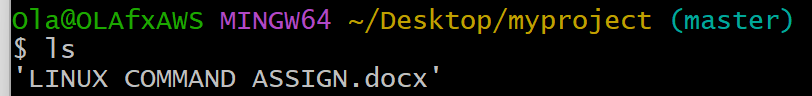 Ola@OLAfxAWS MINGW64 ~/Desktop/myproject (master)
$ ls
'LINUX COMMAND ASSIGN.docx'